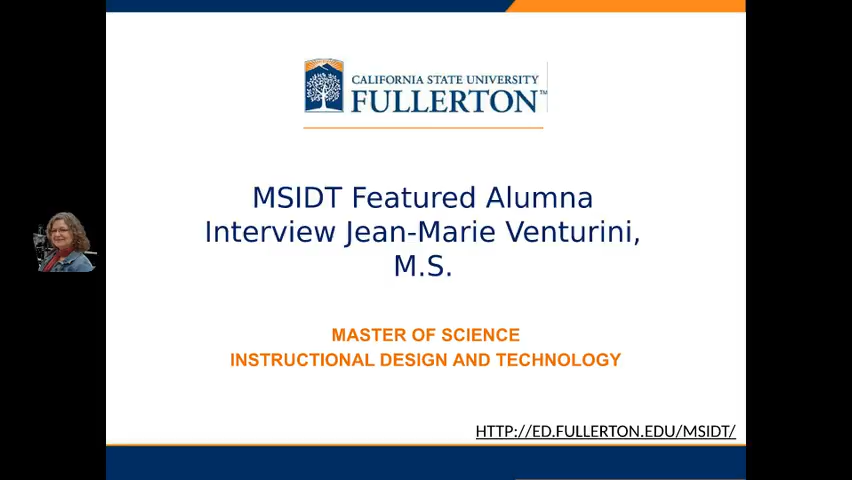 CALIFORNIA STATE UNIVERSITY
FULLERTON™
MSIDT Featured Alumna
Interview Jean-Marie Venturini,
M.S.
MASTER OF SCIENCE
INSTRUCTIONAL DESIGN AND TECHNOLOGY
HTTP://ED.FULLERTON.EDU/MSIDT/